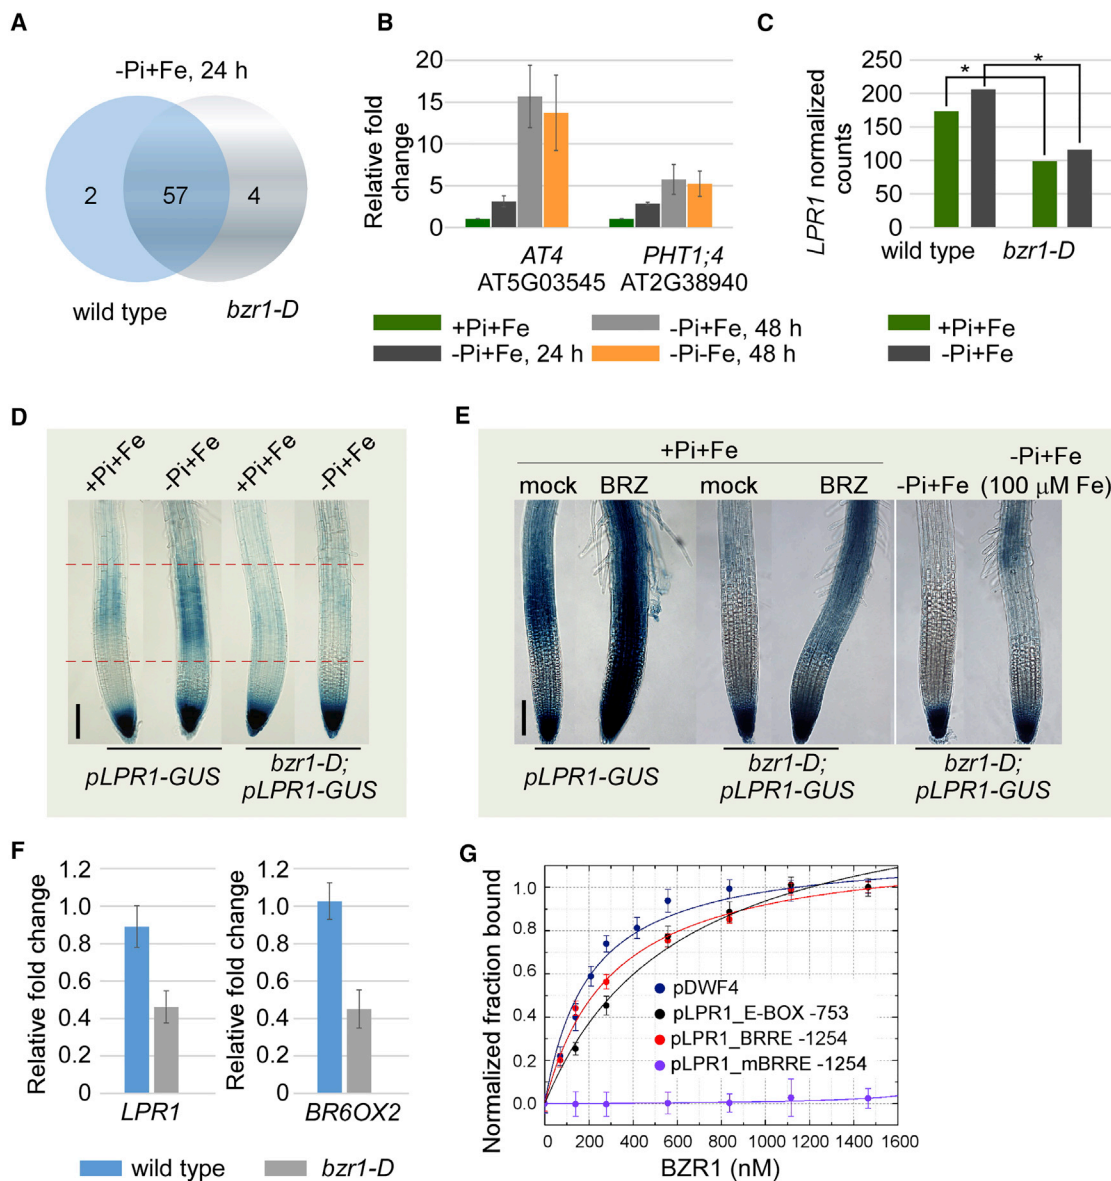 A
-Pi+Fe, 24 h
2
57
4
wild type
bzr1-D
B
Relative fold
change
20
15
10
5
0
AT4
AT5G03545
PHT1;4
AT2G38940
+Pi+Fe
-Pi+Fe, 24 h
-Pi+Fe, 48 h
-Pi-Fe, 48 h
C
LPR1 normalized
counts
250
200
150
100
50
0
*
*
wild type
bzr1-D
+Pi+Fe
-Pi+Fe
D
+Pi+Fe
-Pi+Fe
+Pi+Fe
-Pi+Fe
pLPR1-GUS
bzr1-D;
pLPR1-GUS
E
+Pi+Fe
mock
BRZ
mock
BRZ
-Pi+Fe
-Pi+Fe
(100 µM Fe)
pLPR1-GUS
bzr1-D;
pLPR1-GUS
bzr1-D;
pLPR1-GUS
F
Relative fold change
1.2
1.0
0.8
0.6
0.4
0.2
0
LPR1
Relative fold change
1.2
1.0
0.8
0.6
0.4
0.2
0
BR6OX2
wild type
bzr1-D
G
Normalized fraction bound
1.0
0.8
0.6
0.4
0.2
0.0
pDWF4
pLPR1_E-BOX -753
pLPR1_BRRE -1254
pLPR1_mBRRE -1254
0 200 400 600 800 1000 1200 1400 1600
BZR1 (nM)